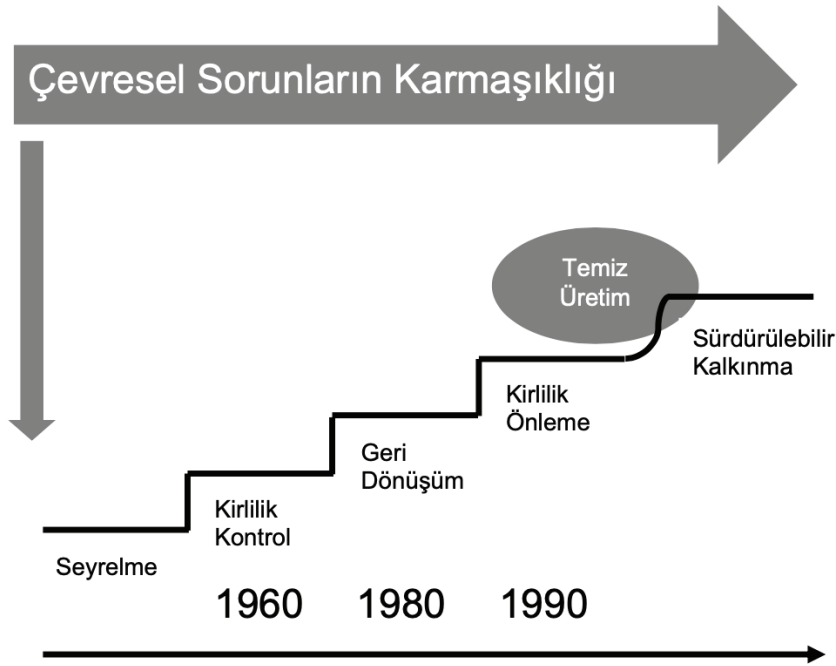 Çevresel Sorunların Karmaşıklığı
Temiz
Üretim
Sürdürülebilir
Kalkınma
Kirlilik
Önleme
Geri
Dönüşüm
Kirlilik
Kontrol
Seyrelme
1960 1980 1990